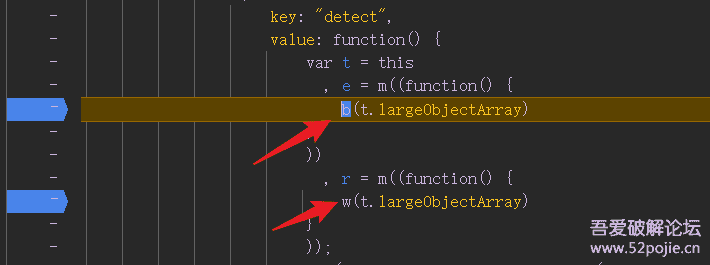 key: "detect",
value: function() {
var t = this
, e = m((function() {
b(t.largeObjectArray)
}
))
, r = m((function() {
w(t.largeObjectArray)
}
));
吾爱破解论坛
www.52pojie.cn